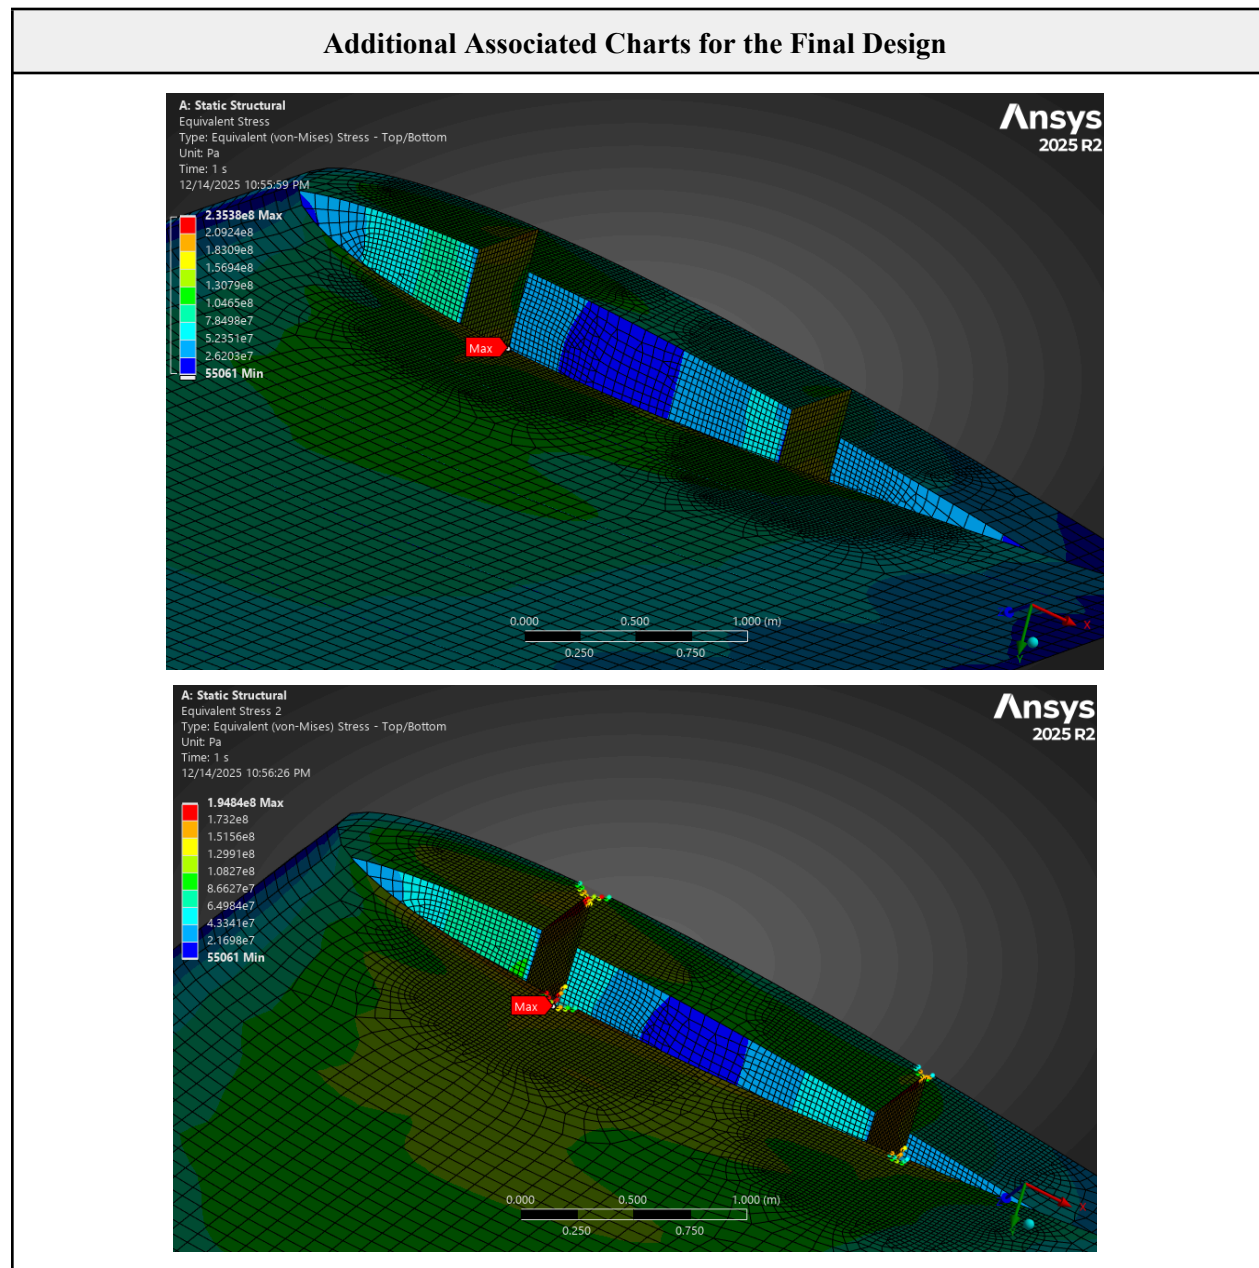 Additional Associated Charts for the Final Design
A: Static Structural
Equivalent Stress
Type: Equivalent (von-Mises) Stress - Top/Bottom
Unit: Pa
Time: 1 s
12/14/2025 10:55:59 PM
Ansys
2025 R2
2.3538e8 Max
2.0924e8
1.8309e8
1.5694e8
1.3079e8
1.0465e8
7.8498e7
5.2351e7
2.6203e7
55061 Min
Max
0.000 0.500 1.000 (m)
0.250 0.750
X
Y
A: Static Structural
Equivalent Stress 2
Type: Equivalent (von-Mises) Stress - Top/Bottom
Unit: Pa
Time: 1 s
12/14/2025 10:56:26 PM
Ansys
2025 R2
1.9484e8 Max
1.732e8
1.5156e8
1.2991e8
1.0827e8
8.6627e7
6.4984e7
4.3341e7
2.1698e7
55061 Min
Max
0.000 0.500 1.000 (m)
0.250 0.750
X